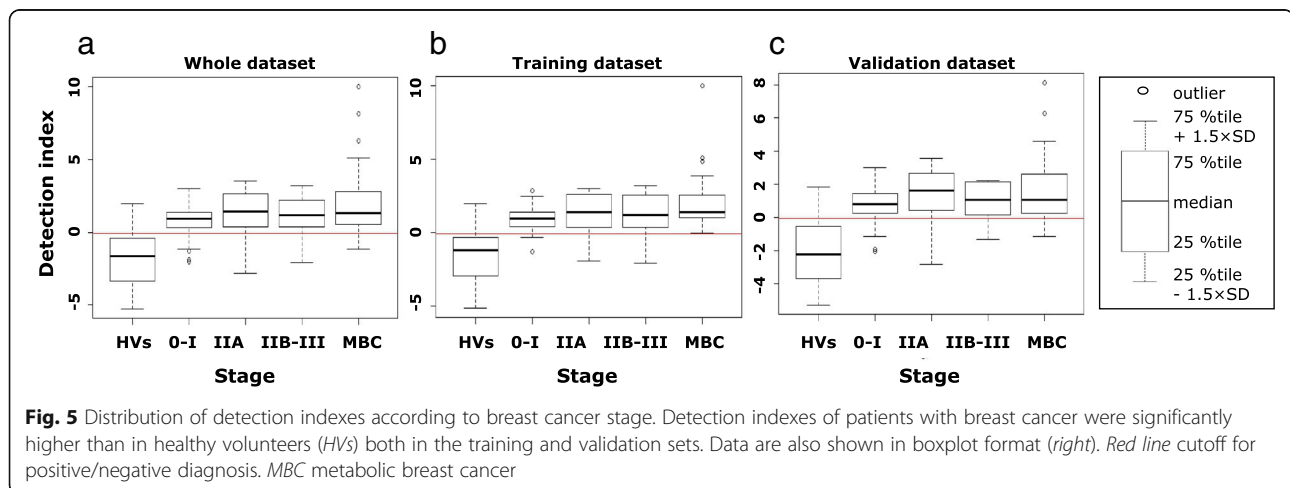 a
b
c
Whole dataset
Training dataset
Validation dataset
Detection index
10
5
0
-5
10
5
0
-5
8
6
4
2
0
-2
-4
HVs 0-I IIA IIB-III MBC
HVs 0-I IIA IIB-III MBC
HVs 0-I IIA IIB-III MBC
Stage
Stage
Stage
outlier
75 %tile
+ 1.5×SD
75 %tile
median
25 %tile
25 %tile
- 1.5×SD
Fig. 5 Distribution of detection indexes according to breast cancer stage. Detection indexes of patients with breast cancer were significantly
higher than in healthy volunteers (HVs) both in the training and validation sets. Data are also shown in boxplot format (right). Red line cutoff for
positive/negative diagnosis. MBC metabolic breast cancer